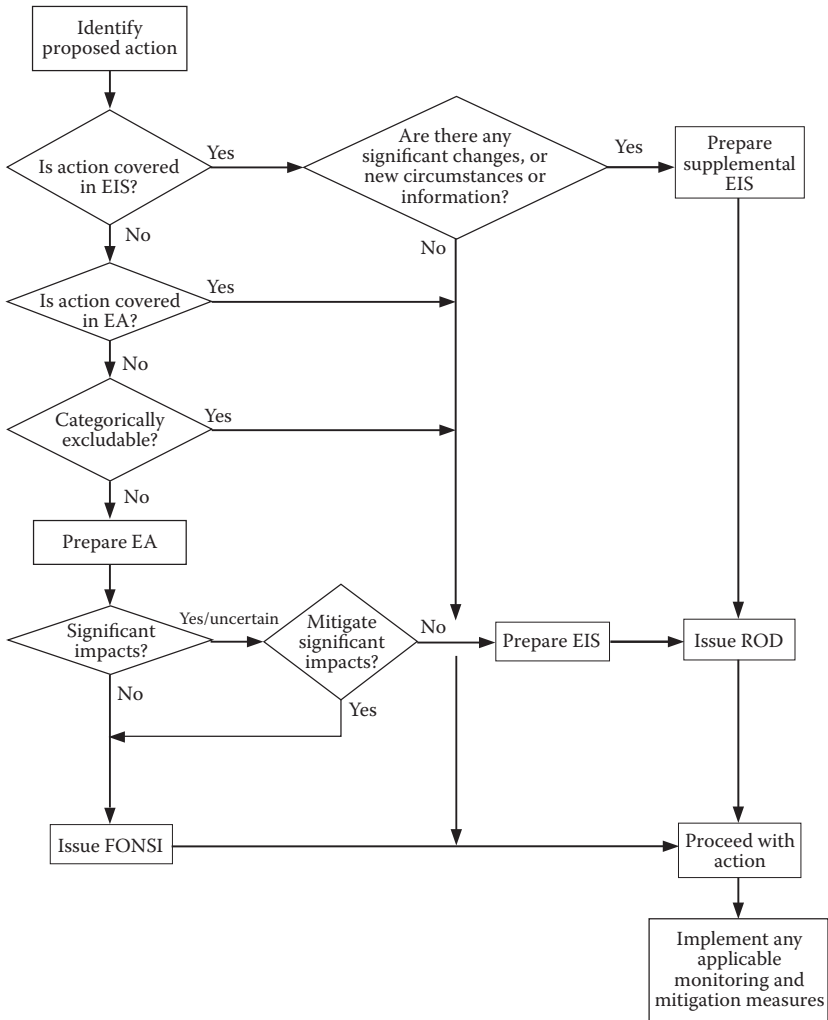 Identify
proposed action
Is action covered
in EIS?
Yes
Are there any
significant changes, or
new circumstances or
information?
Yes
Prepare
supplemental
EIS
No
No
Is action covered
in EA?
Yes
No
Categorically
excludable?
Yes
No
Prepare EA
Significant
impacts?
Yes/uncertain
Mitigate
significant
impacts?
No
Prepare EIS
Issue ROD
No
Yes
Issue FONSI
Proceed with
action
Implement any
applicable
monitoring and
mitigation measures